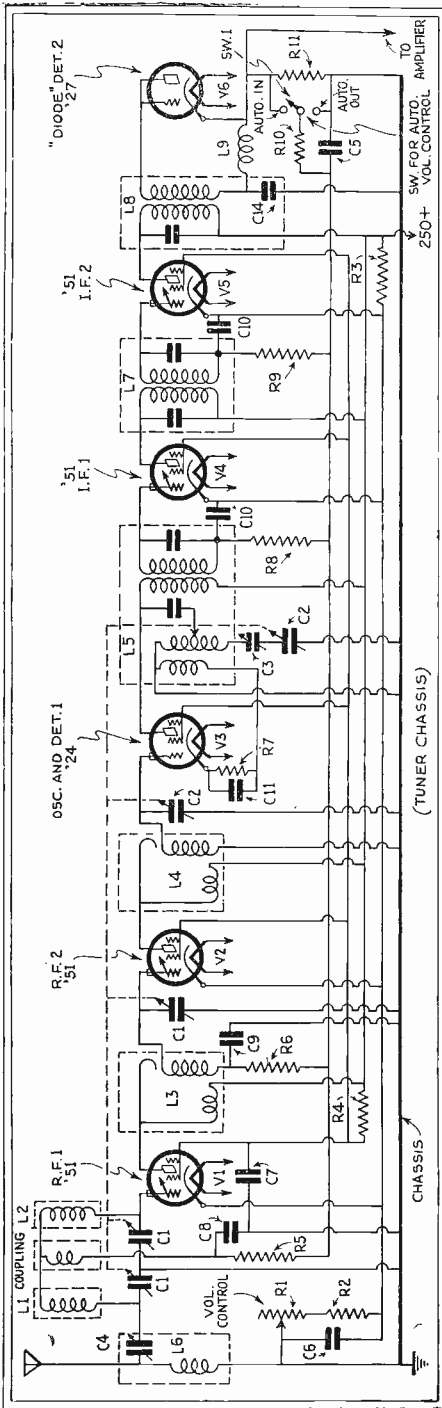 L1 COUPLING L2
C4
L6
C1
C1
VOL. CONTROL
R1
R2
C6
R.F.1
'51
V1
C8
C7
R5
L3
C9
R6
R4
R.F.2
'51
C1
V2
L4
OSC. AND DET.1
'24
C2
V3
R7
C11
L5
C3
C2
'51
I.F.1
V4
C10
R8
L7
'51
I.F.2
V5
C10
R9
L8
C14
L9
"DIODE" DET.2
'27
V6
SW.1
AUTO. IN
R10
R11
AUTO. OUT
C5
SW. FOR AUTO.
VOL. CONTROL
TO
AMPLIFIER
R3
250+
CHASSIS
(TUNER CHASSIS)